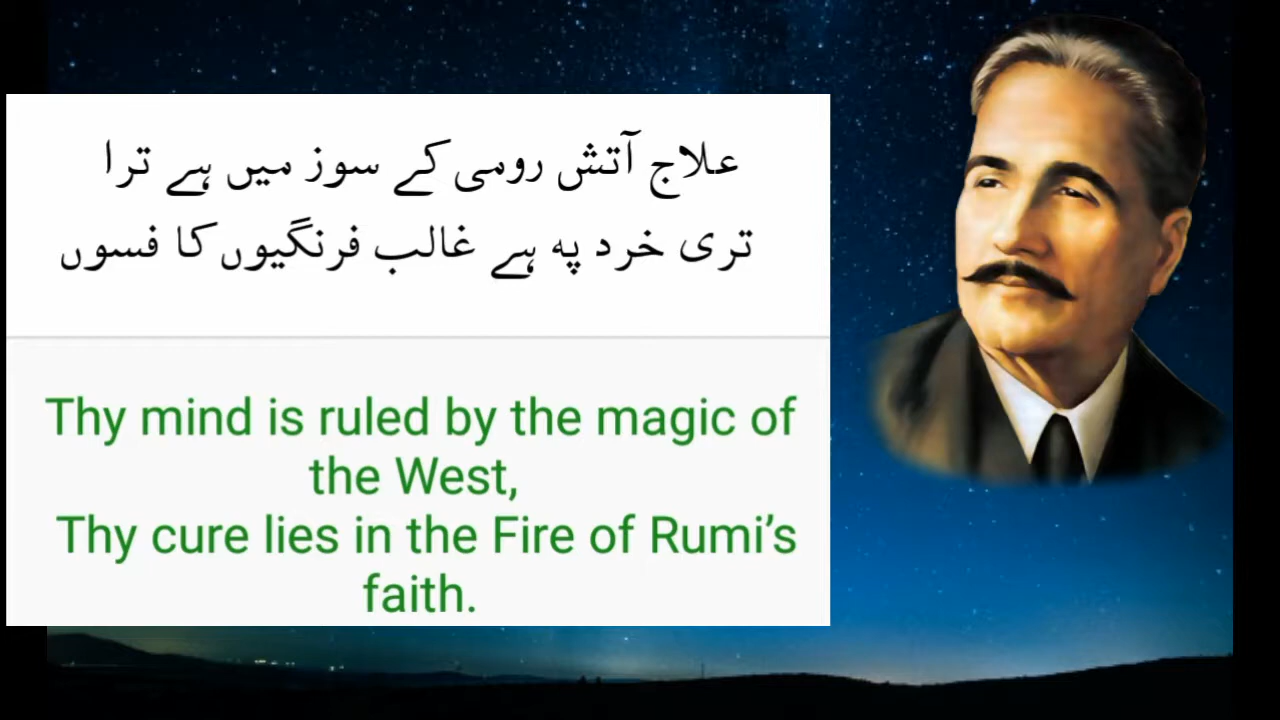 علاج آتش رومی کے سوز میں ہے ترا
تری خرد پہ ہے غالب فرنگیوں کا فسوں
Thy mind is ruled by the magic of
the West,
Thy cure lies in the Fire of Rumi’s
faith.